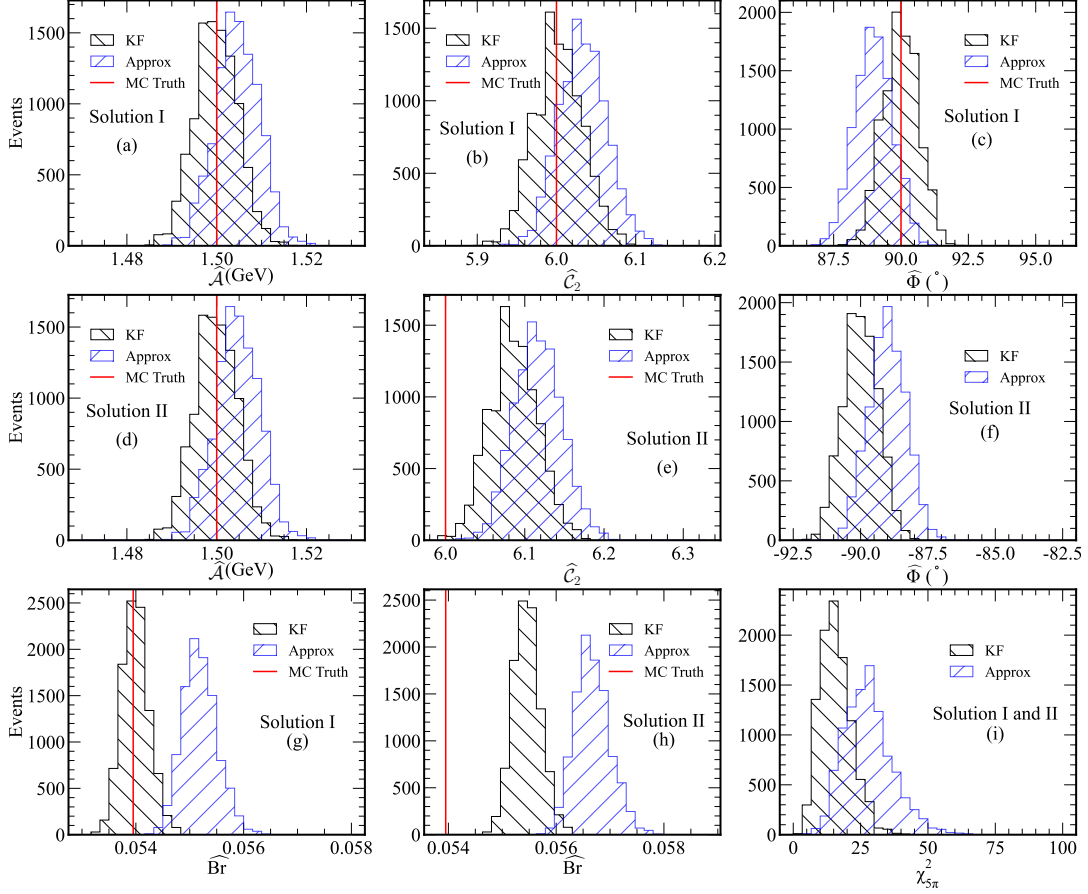 Events
1500
1000
500
0
KF
Approx
MC Truth
Solution I
(a)
1.48
1.50
1.52
𝒜̂(GeV)
1500
1000
500
0
KF
Approx
MC Truth
Solution I
(b)
5.9
6.0
6.1
6.2
𝒞̂₂
2000
1500
1000
500
0
KF
Approx
MC Truth
Solution I
(c)
87.5
90.0
92.5
95.0
Φ̂ (°)
Events
1500
1000
500
0
KF
Approx
MC Truth
Solution II
(d)
1.48
1.50
1.52
𝒜̂(GeV)
1500
1000
500
0
KF
Approx
MC Truth
Solution II
(e)
6.0
6.1
6.2
6.3
𝒞̂₂
2000
1500
1000
500
0
KF
Approx
Solution II
(f)
-92.5
-90.0
-87.5
-85.0
-82.5
Φ̂ (°)
Events
2500
2000
1500
1000
500
0
KF
Approx
MC Truth
Solution I
(g)
0.054
0.056
0.058
B̂r
2500
2000
1500
1000
500
0
KF
Approx
MC Truth
Solution II
(h)
0.054
0.056
0.058
B̂r
2000
1500
1000
500
0
KF
Approx
Solution I and II
(i)
0
25
50
75
100
χ²₅π